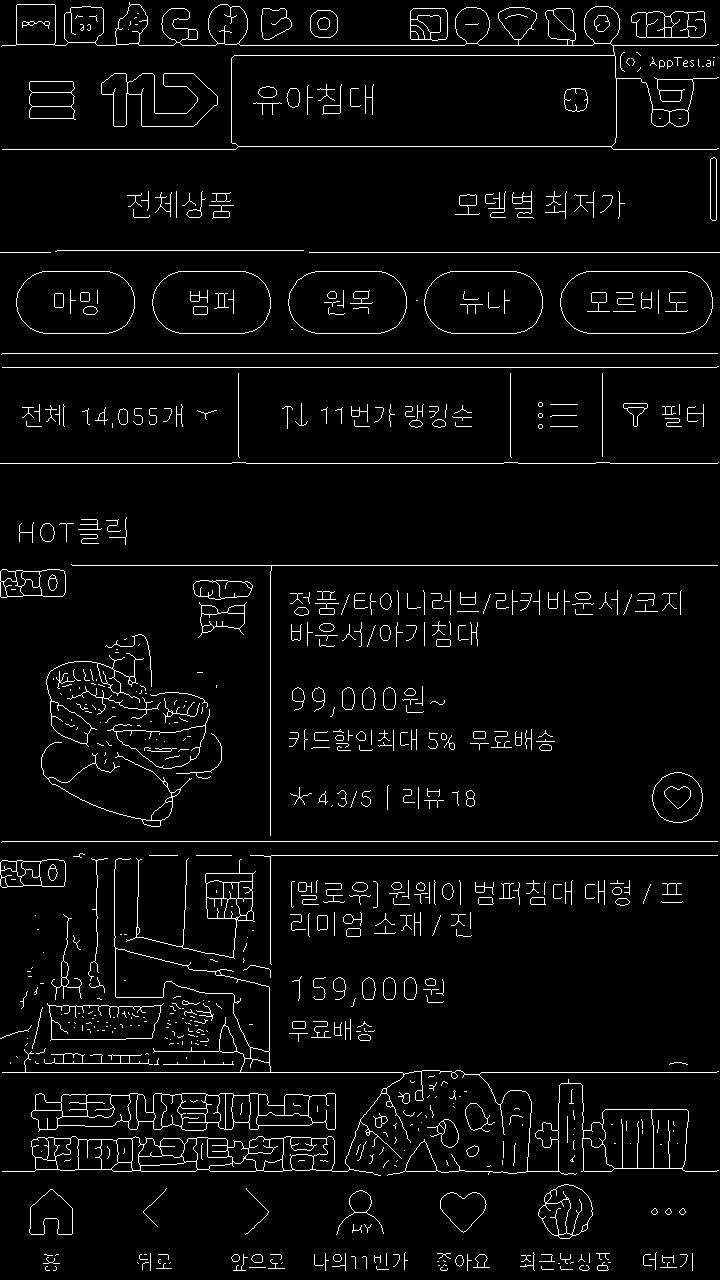 12:25
AppTest.ai
11
유아침대
전체상품
모델별 최저가
마밍
범퍼
원목
뉴나
모르비도
전체 14,055개
11번가 랭킹순
필터
HOT클릭
광고
정품/타이니러브/라커바운서/코지
바운서/아기침대
99,000원~
카드할인최대 5% 무료배송
4.3/5 | 리뷰 18
광고
ONE
WAY
[멜로우] 원웨이 범퍼침대 대형 / 프
리미엄 소재 / 진
159,000원
무료배송
홈
뒤로
앞으로
MY
나의11번가
좋아요
최근본상품
더보기